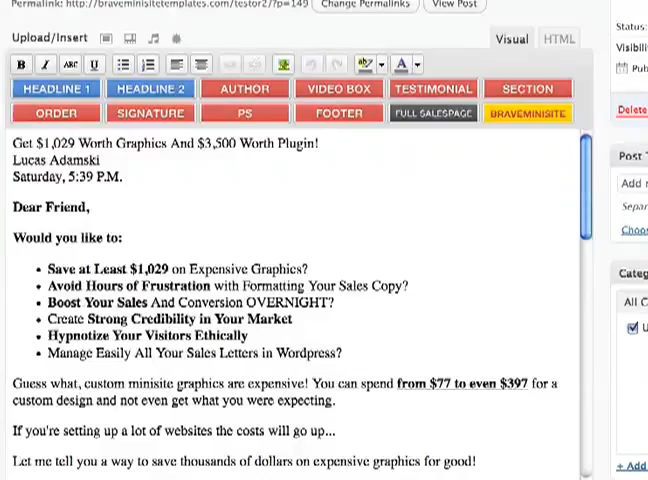 Permalink: http://braveminisitetemplates.com/testor2/?p=149 Change Permalinks View Post
Upload/Insert Visual HTML
B I ABC U
HEADLINE 1 HEADLINE 2 AUTHOR VIDEO BOX TESTIMONIAL SECTION
ORDER SIGNATURE PS FOOTER FULL SALESPAGE BRAVEMINISITE
Get $1,029 Worth Graphics And $3,500 Worth Plugin!
Lucas Adamski
Saturday, 5:39 P.M.
Dear Friend,
Would you like to:
• Save at Least $1,029 on Expensive Graphics?
• Avoid Hours of Frustration with Formatting Your Sales Copy?
• Boost Your Sales And Conversion OVERNIGHT?
• Create Strong Credibility in Your Market
• Hypnotize Your Visitors Ethically
• Manage Easily All Your Sales Letters in Wordpress?
Guess what, custom minisite graphics are expensive! You can spend from $77 to even $397 for a
custom design and not even get what you were expecting.
If you're setting up a lot of websites the costs will go up...
Let me tell you a way to save thousands of dollars on expensive graphics for good!
Status:
Visibili
Pub
Delete
Post T
Add n
Separ
Choos
Categ
All C
U
+ Add